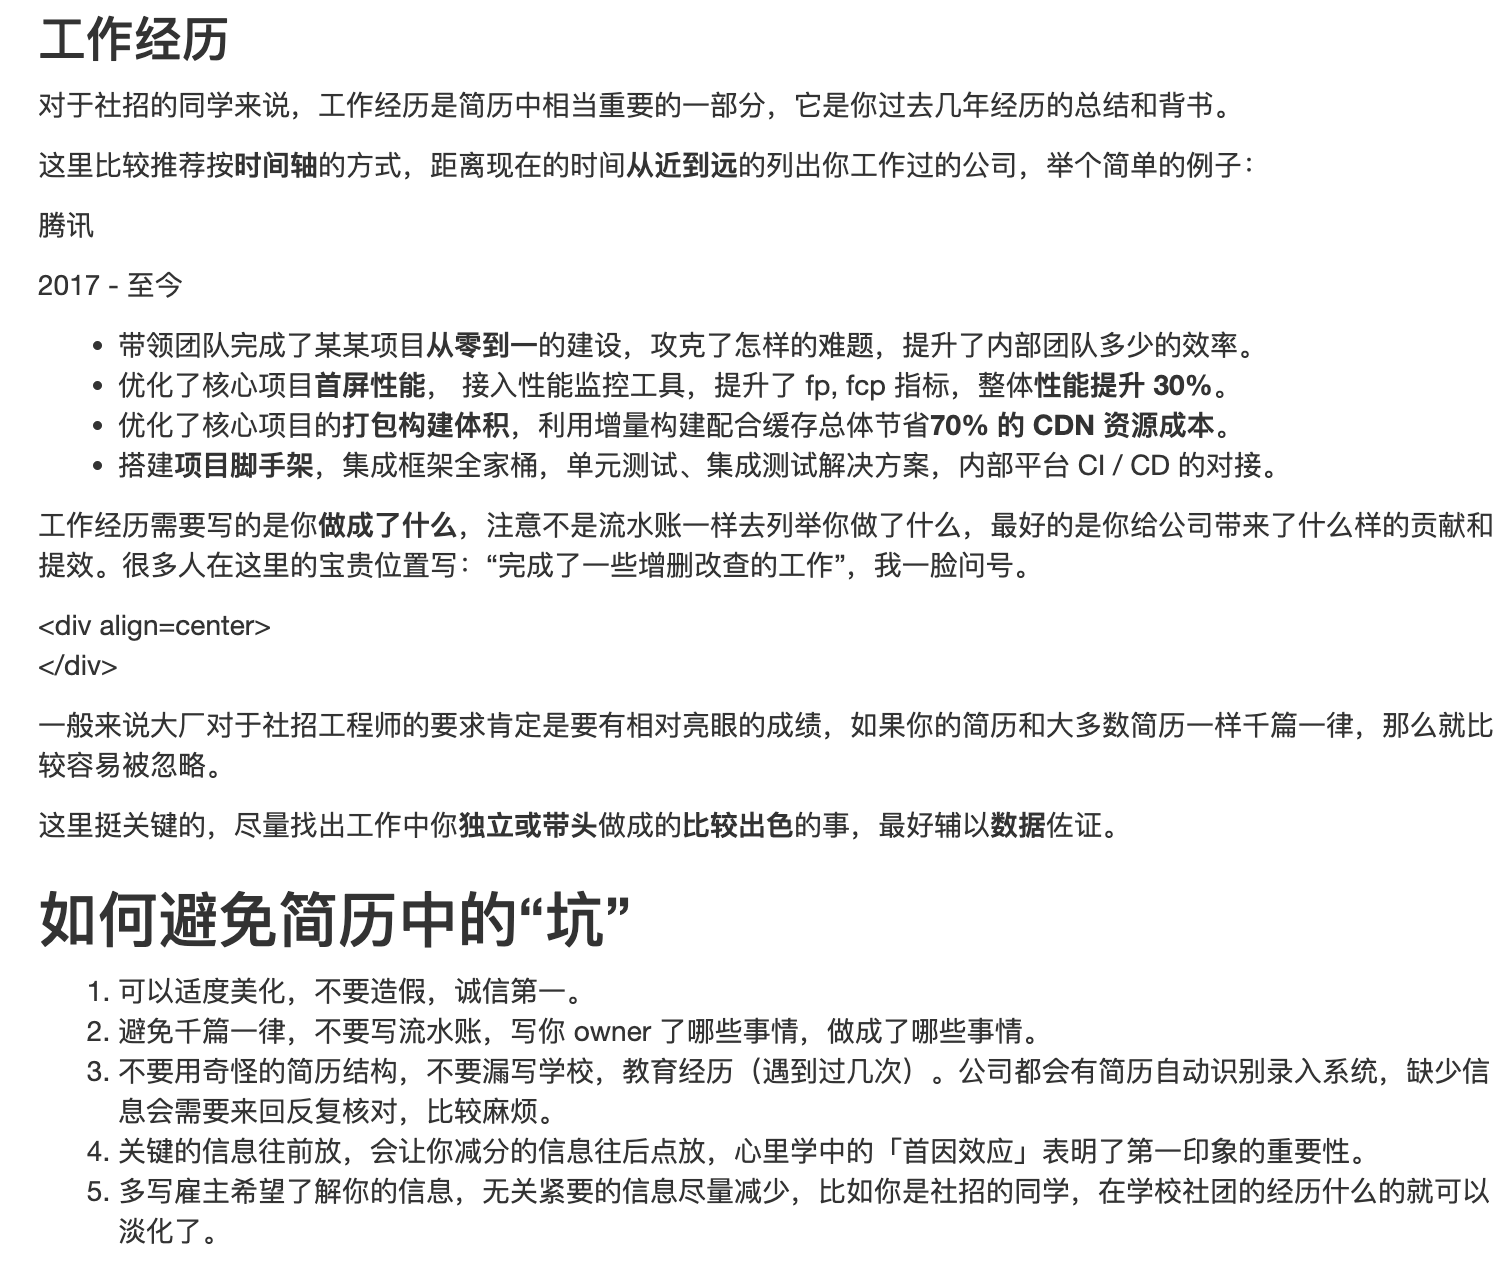 工作经历
对于社招的同学来说，工作经历是简历中相当重要的一部分，它是你过去几年经历的总结和背书。
这里比较推荐按时间轴的方式，距离现在的时间从近到远的列出你工作过的公司，举个简单的例子：
腾讯
2017 - 至今
• 带领团队完成了某某项目从零到一的建设，攻克了怎样的难题，提升了内部团队多少的效率。
• 优化了核心项目首屏性能， 接入性能监控工具，提升了 fp, fcp 指标，整体性能提升 30%。
• 优化了核心项目的打包构建体积，利用增量构建配合缓存总体节省70% 的 CDN 资源成本。
• 搭建项目脚手架，集成框架全家桶，单元测试、集成测试解决方案，内部平台 CI / CD 的对接。
工作经历需要写的是你做成了什么，注意不是流水账一样去列举你做了什么，最好的是你给公司带来了什么样的贡献和
提效。很多人在这里的宝贵位置写：“完成了一些增删改查的工作”，我一脸问号。
<div align=center>
</div>
一般来说大厂对于社招工程师的要求肯定是要有相对亮眼的成绩，如果你的简历和大多数简历一样千篇一律，那么就比
较容易被忽略。
这里挺关键的，尽量找出工作中你独立或带头做成的比较出色的事，最好辅以数据佐证。
如何避免简历中的“坑”
1. 可以适度美化，不要造假，诚信第一。
2. 避免千篇一律，不要写流水账，写你 owner 了哪些事情，做成了哪些事情。
3. 不要用奇怪的简历结构，不要漏写学校，教育经历（遇到过几次）。公司都会有简历自动识别录入系统，缺少信
息会需要来回反复核对，比较麻烦。
4. 关键的信息往前放，会让你减分的信息往后点放，心里学中的「首因效应」表明了第一印象的重要性。
5. 多写雇主希望了解你的信息，无关紧要的信息尽量减少，比如你是社招的同学，在学校社团的经历什么的就可以
淡化了。